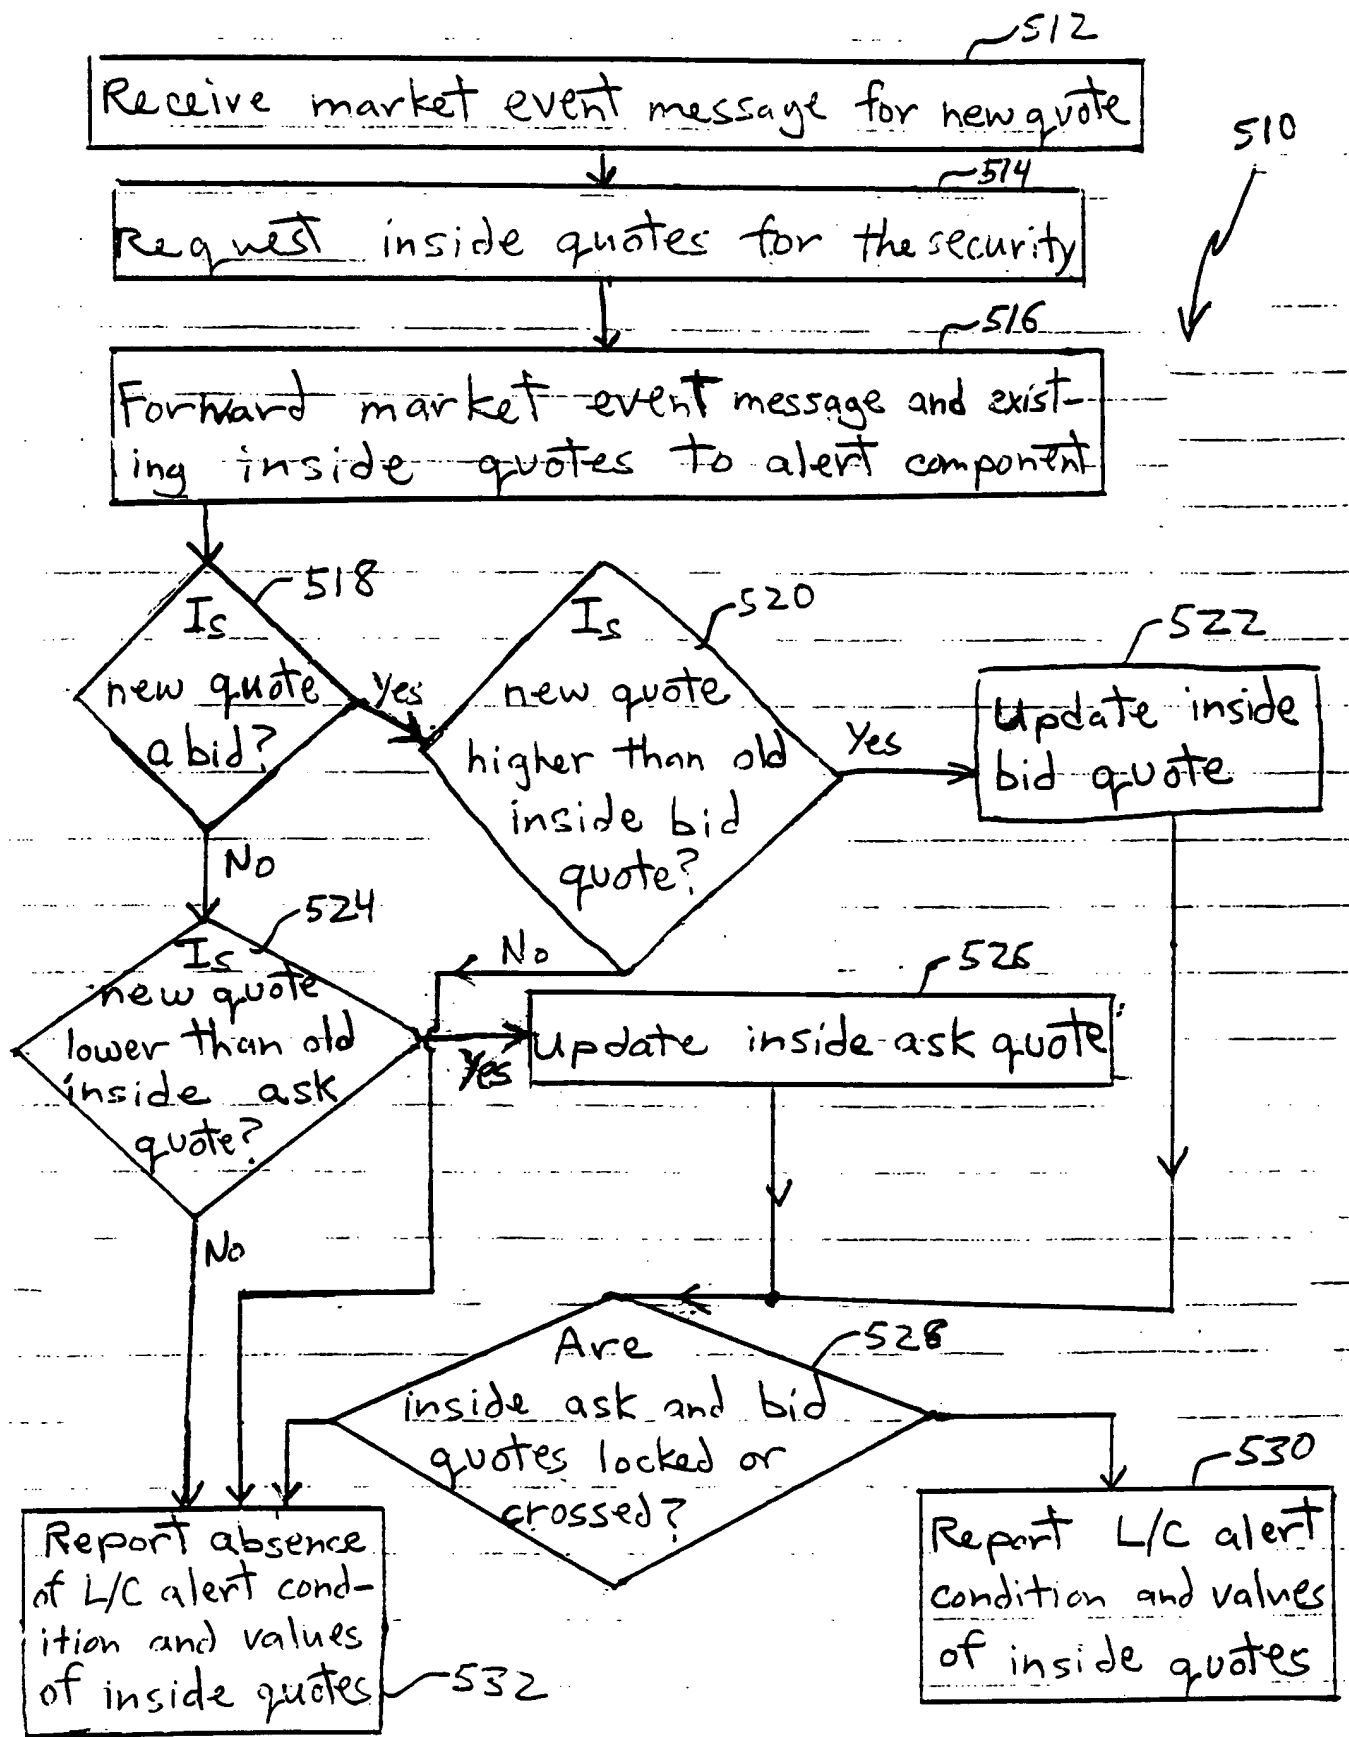 512
Receive market event message for new quote
510
514
Request inside quotes for the security
516
Forward market event message and exist-
ing inside quotes to alert component
518
Is
new quote
a bid?
Yes
No
520
Is
new quote
higher than old
inside bid
quote?
Yes
No
522
Update inside
bid quote
524
Is
new quote
lower than old
inside ask
quote?
Yes
No
526
Update inside ask quote
528
Are
inside ask and bid
quotes locked or
crossed?
530
Report L/C alert
condition and values
of inside quotes
Report absence
of L/C alert cond-
ition and values
of inside quotes
532